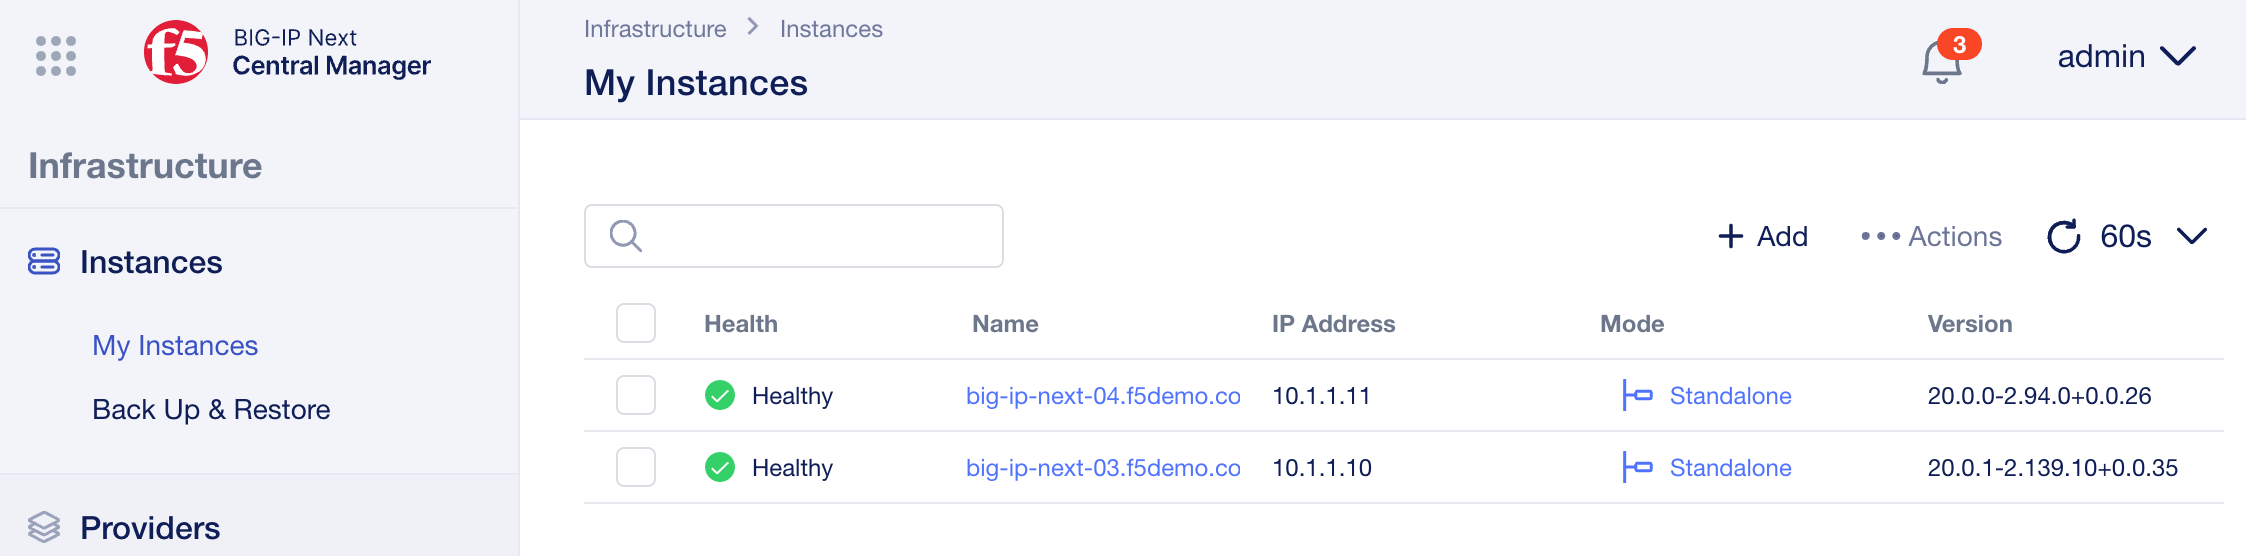 f5
BIG-IP Next
Central Manager
Infrastructure
Instances
My Instances
Back Up & Restore
Providers
Infrastructure > Instances
My Instances
3
admin
+ Add
••• Actions
60s
Health Name IP Address Mode Version
Healthy big-ip-next-04.f5demo.co 10.1.1.11 Standalone 20.0.0-2.94.0+0.0.26
Healthy big-ip-next-03.f5demo.co 10.1.1.10 Standalone 20.0.1-2.139.10+0.0.35